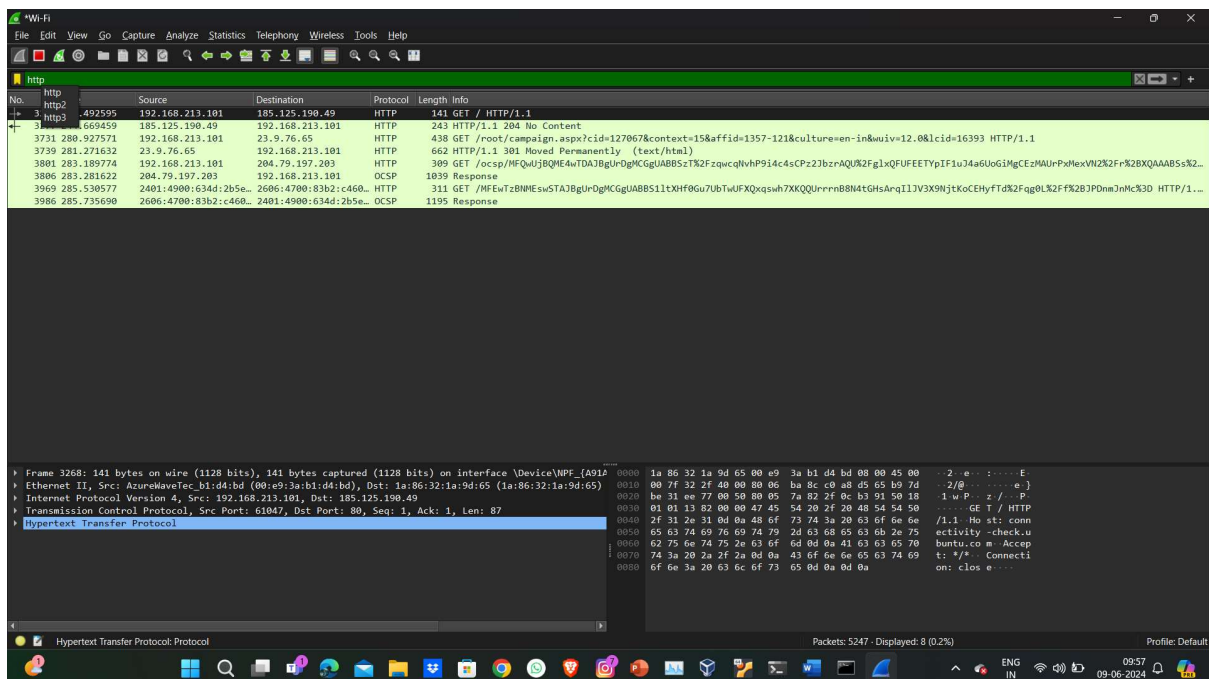 *Wi-Fi
File Edit View Go Capture Analyze Statistics Telephony Wireless Tools Help
http
http
http2
http3
No. Source Destination Protocol Length Info
3 .492595 192.168.213.101 185.125.190.49 HTTP 141 GET / HTTP/1.1
3 .669459 185.125.190.49 192.168.213.101 HTTP 243 HTTP/1.1 204 No Content
3731 280.927571 192.168.213.101 23.9.76.65 HTTP 438 GET /root/campaign.aspx?cid=127067&context=15&affid=1357-121&culture=en-in&wuiv=12.0&lcid=16393 HTTP/1.1
3739 281.271632 23.9.76.65 192.168.213.101 HTTP 662 HTTP/1.1 301 Moved Permanently (text/html)
3801 283.189774 192.168.213.101 204.79.197.203 HTTP 309 GET
3806 283.281622 204.79.197.203 192.168.213.101 OCSP 1039 Response
3969 285.530577 2401:4900:634d:2b5e… 2606:4700:83b2:c460… HTTP 311 GET HTTP/1.…
3986 285.735690 2606:4700:83b2:c460… 2401:4900:634d:2b5e… OCSP 1195 Response
Frame 3268: 141 bytes on wire (1128 bits), 141 bytes captured (1128 bits) on interface \Device\NPF_{A91A
Ethernet II, Src: AzureWaveTec_b1:d4:bd (00:e9:3a:b1:d4:bd), Dst: 1a:86:32:1a:9d:65 (1a:86:32:1a:9d:65)
Internet Protocol Version 4, Src: 192.168.213.101, Dst: 185.125.190.49
Transmission Control Protocol, Src Port: 61047, Dst Port: 80, Seq: 1, Ack: 1, Len: 87
Hypertext Transfer Protocol
0000 1a 86 32 1a 9d 65 00 e9 3a b1 d4 bd 08 00 45 00 ··2··e·· :·····E·
0010 00 7f 32 2f 40 00 80 06 ba 8c c0 a8 d5 65 b9 7d ··2/@··· ·····e·}
0020 be 31 ee 77 00 50 80 05 7a 82 2f 0c b3 91 50 18 ·1·w·P·· z·/···P·
0030 01 01 13 82 00 00 47 45 54 20 2f 20 48 54 54 50 ······GE T / HTTP
0040 2f 31 2e 31 0d 0a 48 6f 73 74 3a 20 63 6f 6e 6e /1.1··Ho st: conn
0050 65 63 74 69 76 69 74 79 2d 63 68 65 63 6b 2e 75 ectivity -check.u
0060 62 75 6e 74 75 2e 63 6f 6d 0d 0a 41 63 63 65 70 buntu.co m··Accep
0070 74 3a 20 2a 2f 2a 0d 0a 43 6f 6e 6e 65 63 74 69 t: */*·· Connecti
0080 6f 6e 3a 20 63 6c 6f 73 65 0d 0a 0d 0a on: clos e····
Hypertext Transfer Protocol: Protocol Packets: 5247 · Displayed: 8 (0.2%) Profile: Default
ENG
IN
09:57
09-06-2024